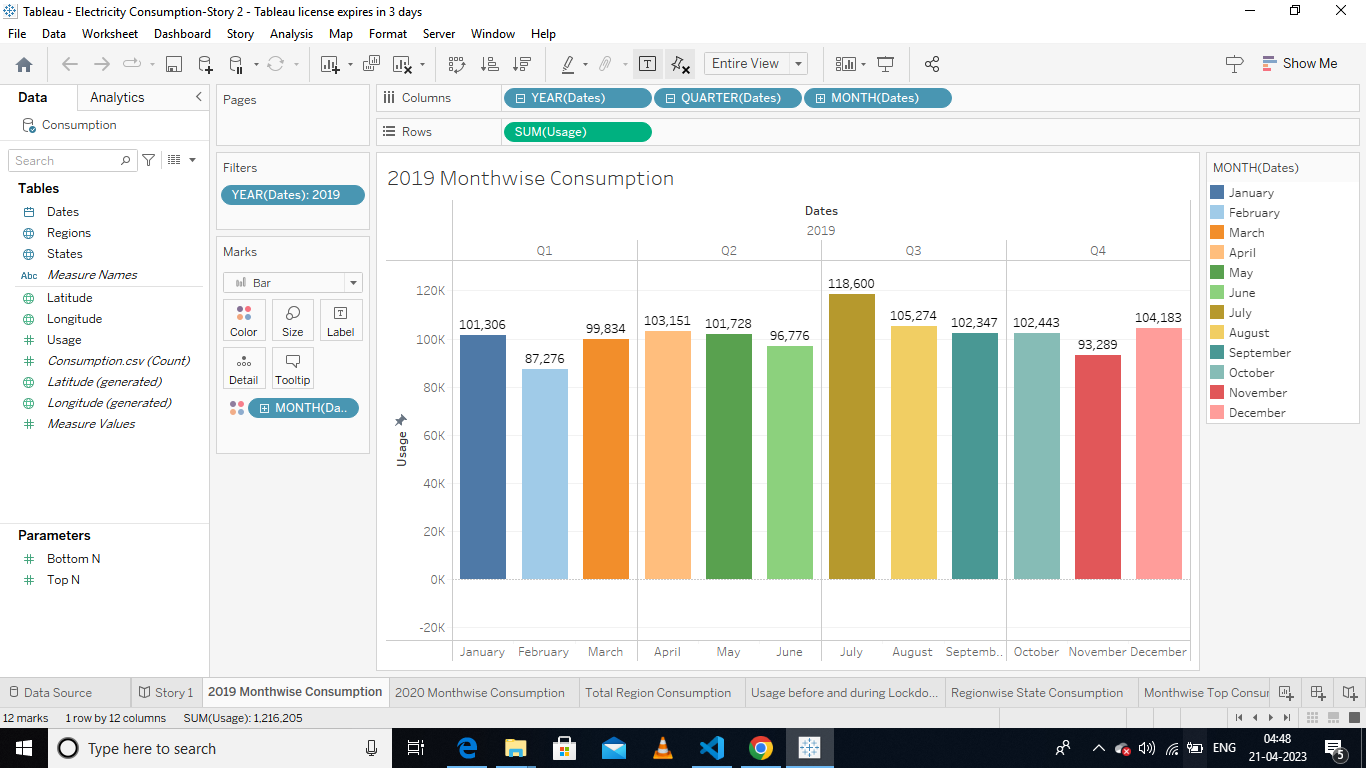 Tableau - Electricity Consumption-Story 2 - Tableau license expires in 3 days
File Data Worksheet Dashboard Story Analysis Map Format Server Window Help
Entire View
Show Me
Data Analytics
Consumption
Search
Tables
Dates
Regions
States
Abc Measure Names
Latitude
Longitude
Usage
Consumption.csv (Count)
Latitude (generated)
Longitude (generated)
Measure Values
Parameters
Bottom N
Top N
Pages
Filters
YEAR(Dates): 2019
Marks
Bar
Color Size Label
Detail Tooltip
MONTH(Da..
Columns YEAR(Dates) QUARTER(Dates) MONTH(Dates)
Rows SUM(Usage)
2019 Monthwise Consumption
Dates
2019
Q1 Q2 Q3 Q4
120K
100K
80K
60K
40K
20K
0K
-20K
Usage
101,306 87,276 99,834 103,151 101,728 96,776 118,600 105,274 102,347 102,443 93,289 104,183
January February March April May June July August Septemb.. October November December
MONTH(Dates)
January
February
March
April
May
June
July
August
September
October
November
December
Data Source Story 1 2019 Monthwise Consumption 2020 Monthwise Consumption Total Region Consumption Usage before and during Lockdo... Regionwise State Consumption Monthwise Top Consur
12 marks 1 row by 12 columns SUM(Usage): 1,216,205
Type here to search
ENG
04:48
21-04-2023
5